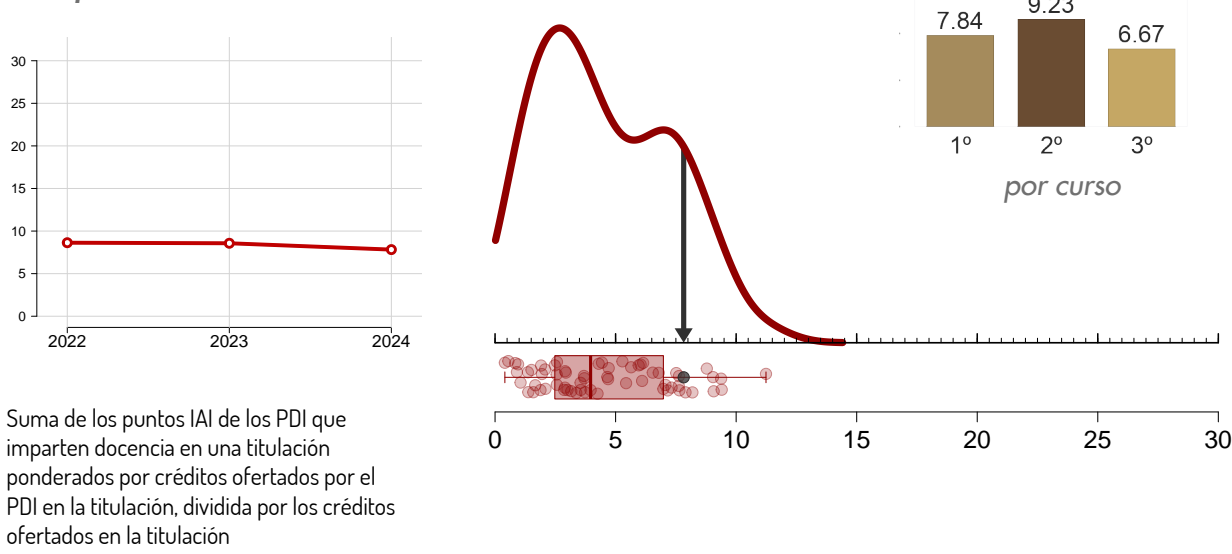 30
25
20
15
10
5
0
2022 2023 2024
7.84 9.23 6.67
1º 2º 3º
por curso
0 5 10 15 20 25 30
Suma de los puntos IAI de los PDI que
imparten docencia en una titulación
ponderados por créditos ofertados por el
PDI en la titulación, dividida por los créditos
ofertados en la titulación